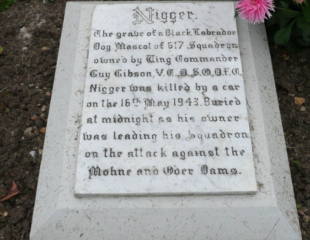 Nigger.
The grave of a Black Labrador
Dog Mascot of 617 Squadron
owned by Wing Commander
Guy Gibson. V.C. D.S.O. D.F.C.
Nigger was killed by a car
on the 16th May 1943. Buried
at midnight as his owner
was leading his Squadron
on the attack against the
Mohne and Eder Dams.